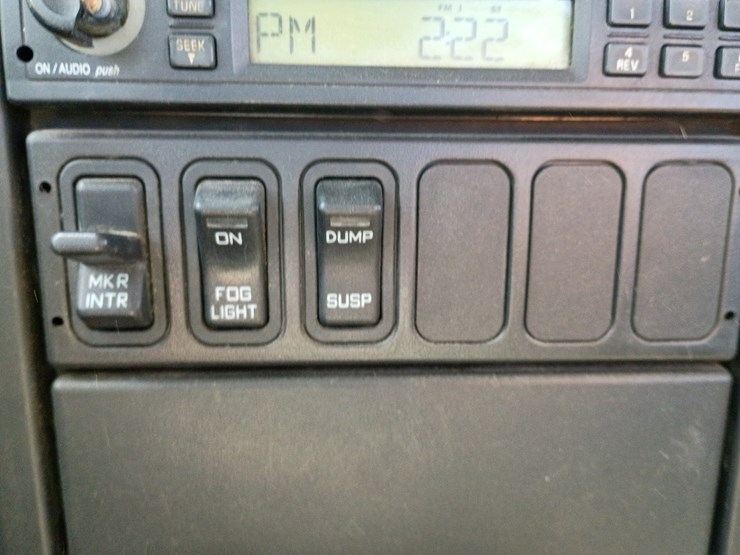 TUNE
SEEK
ON / AUDIO push
PM 2:22
1
2
4
REV
5
MKR
INTR
ON
FOG
LIGHT
DUMP
SUSP